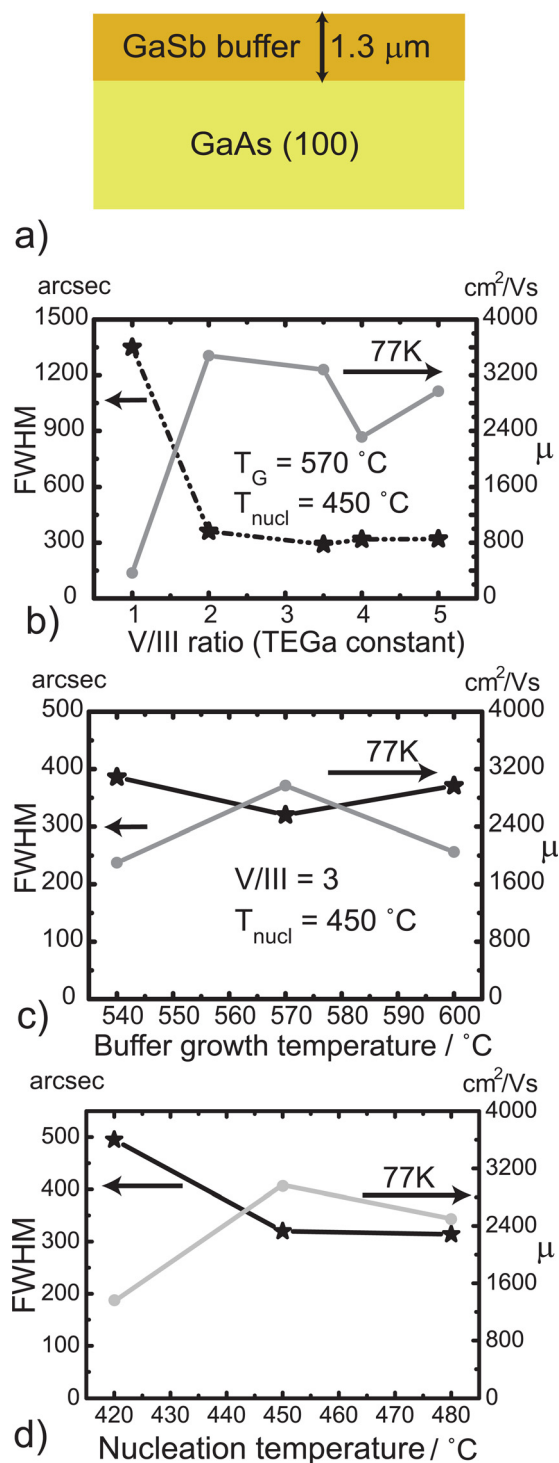 GaSb buffer 1.3 μm
GaAs (100)
a)
arcsec cm²/Vs
1500 4000
1200 3200
900 2400
600 1600
300 800
0 0
FWHM
μ
77K
T_G = 570 ˚C
T_nucl = 450 ˚C
1 2 3 4 5
b) V/III ratio (TEGa constant)
arcsec cm²/Vs
500 4000
400 3200
300 2400
200 1600
100 800
0 0
FWHM
μ
77K
V/III = 3
T_nucl = 450 ˚C
540 550 560 570 580 590 600
c) Buffer growth temperature / ˚C
arcsec cm²/Vs
4000
500 3200
400
300 2400
200 1600
100 800
0 0
FWHM
μ
77K
420 430 440 450 460 470 480
d) Nucleation temperature / ˚C